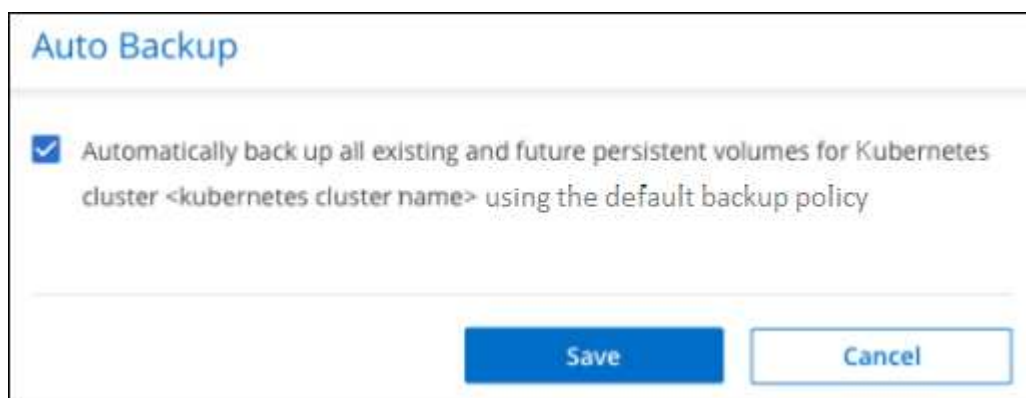 Auto Backup
Automatically back up all existing and future persistent volumes for Kubernetes
cluster <kubernetes cluster name> using the default backup policy
Save
Cancel